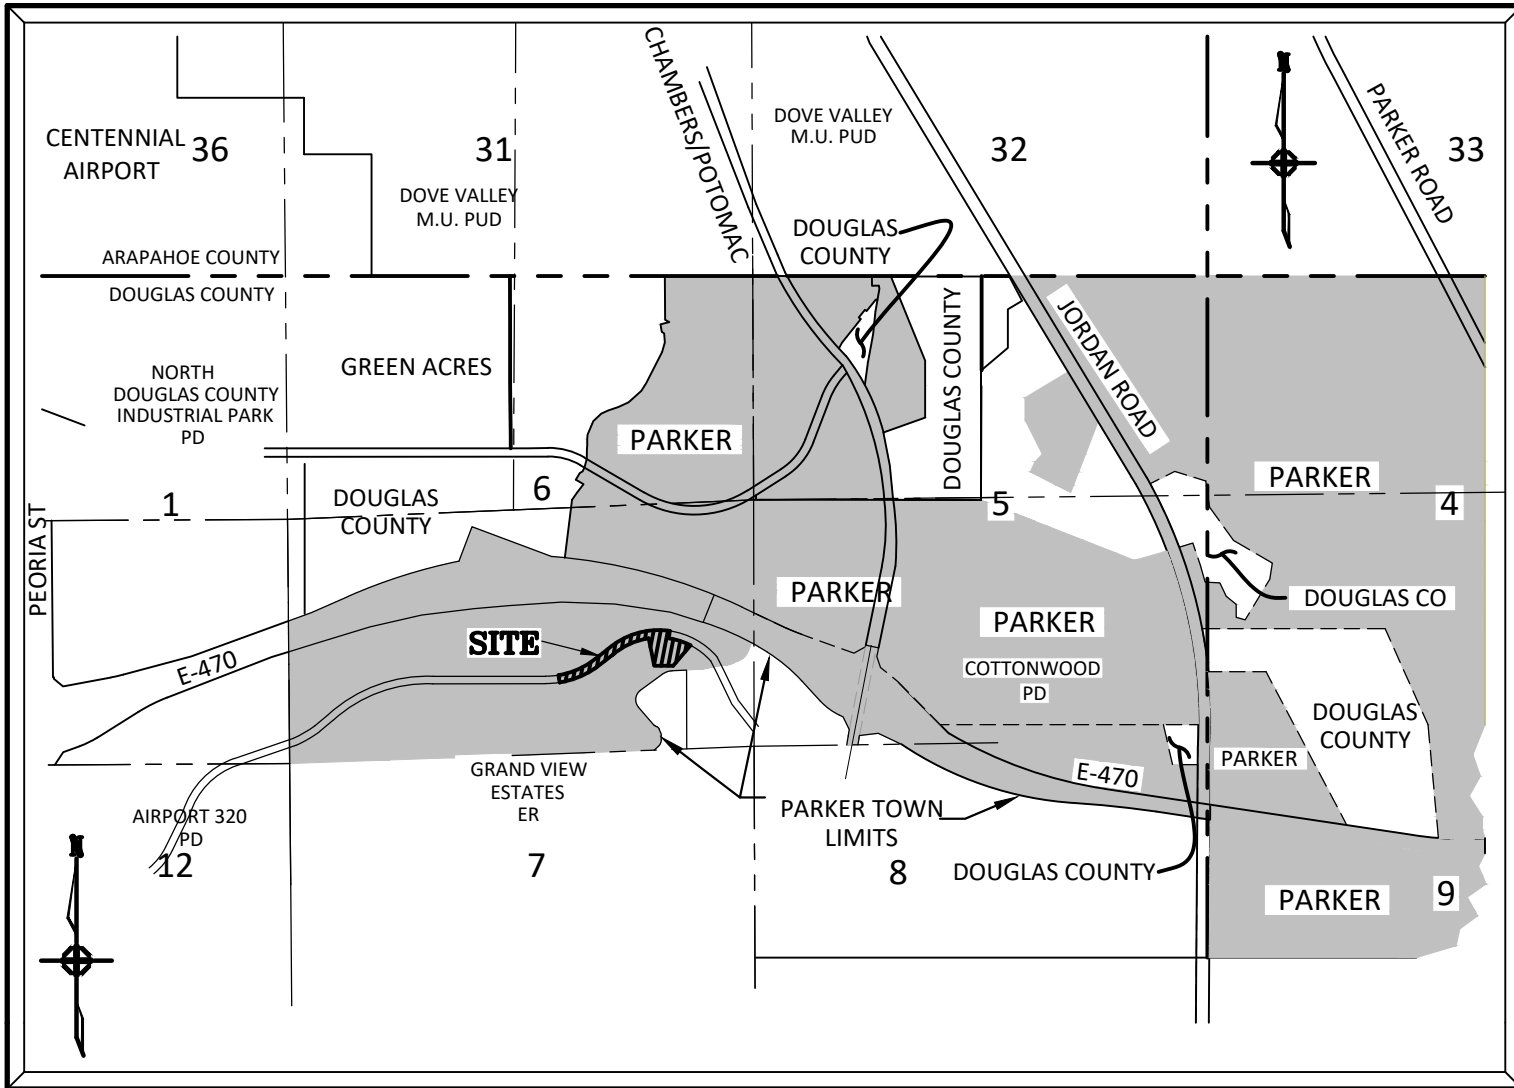 CHAMBERS/POTOMAC
PARKER ROAD
DOVE VALLEY
M.U. PUD
N
CENTENNIAL
AIRPORT
36
31
32
33
DOVE VALLEY
M.U. PUD
DOUGLAS
COUNTY
ARAPAHOE COUNTY
DOUGLAS COUNTY
JORDAN ROAD
DOUGLAS COUNTY
GREEN ACRES
NORTH
DOUGLAS COUNTY
INDUSTRIAL PARK
PD
PARKER
PARKER
1
DOUGLAS
COUNTY
6
5
4
PEORIA ST
PARKER
DOUGLAS CO
PARKER
SITE
E-470
COTTONWOOD
PD
DOUGLAS
COUNTY
PARKER
E-470
GRAND VIEW
ESTATES
ER
PARKER TOWN
LIMITS
AIRPORT 320
PD
12
7
8
DOUGLAS COUNTY
PARKER
9
N